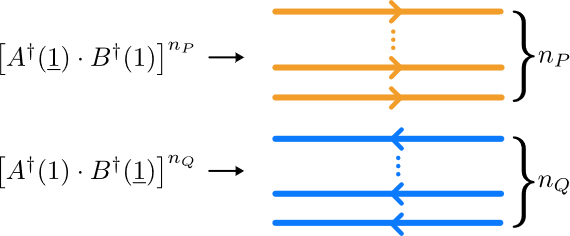 [A†(1̲) · B†(1)]^{n_P} → n_P
[A†(1) · B†(1̲)]^{n_Q} → n_Q